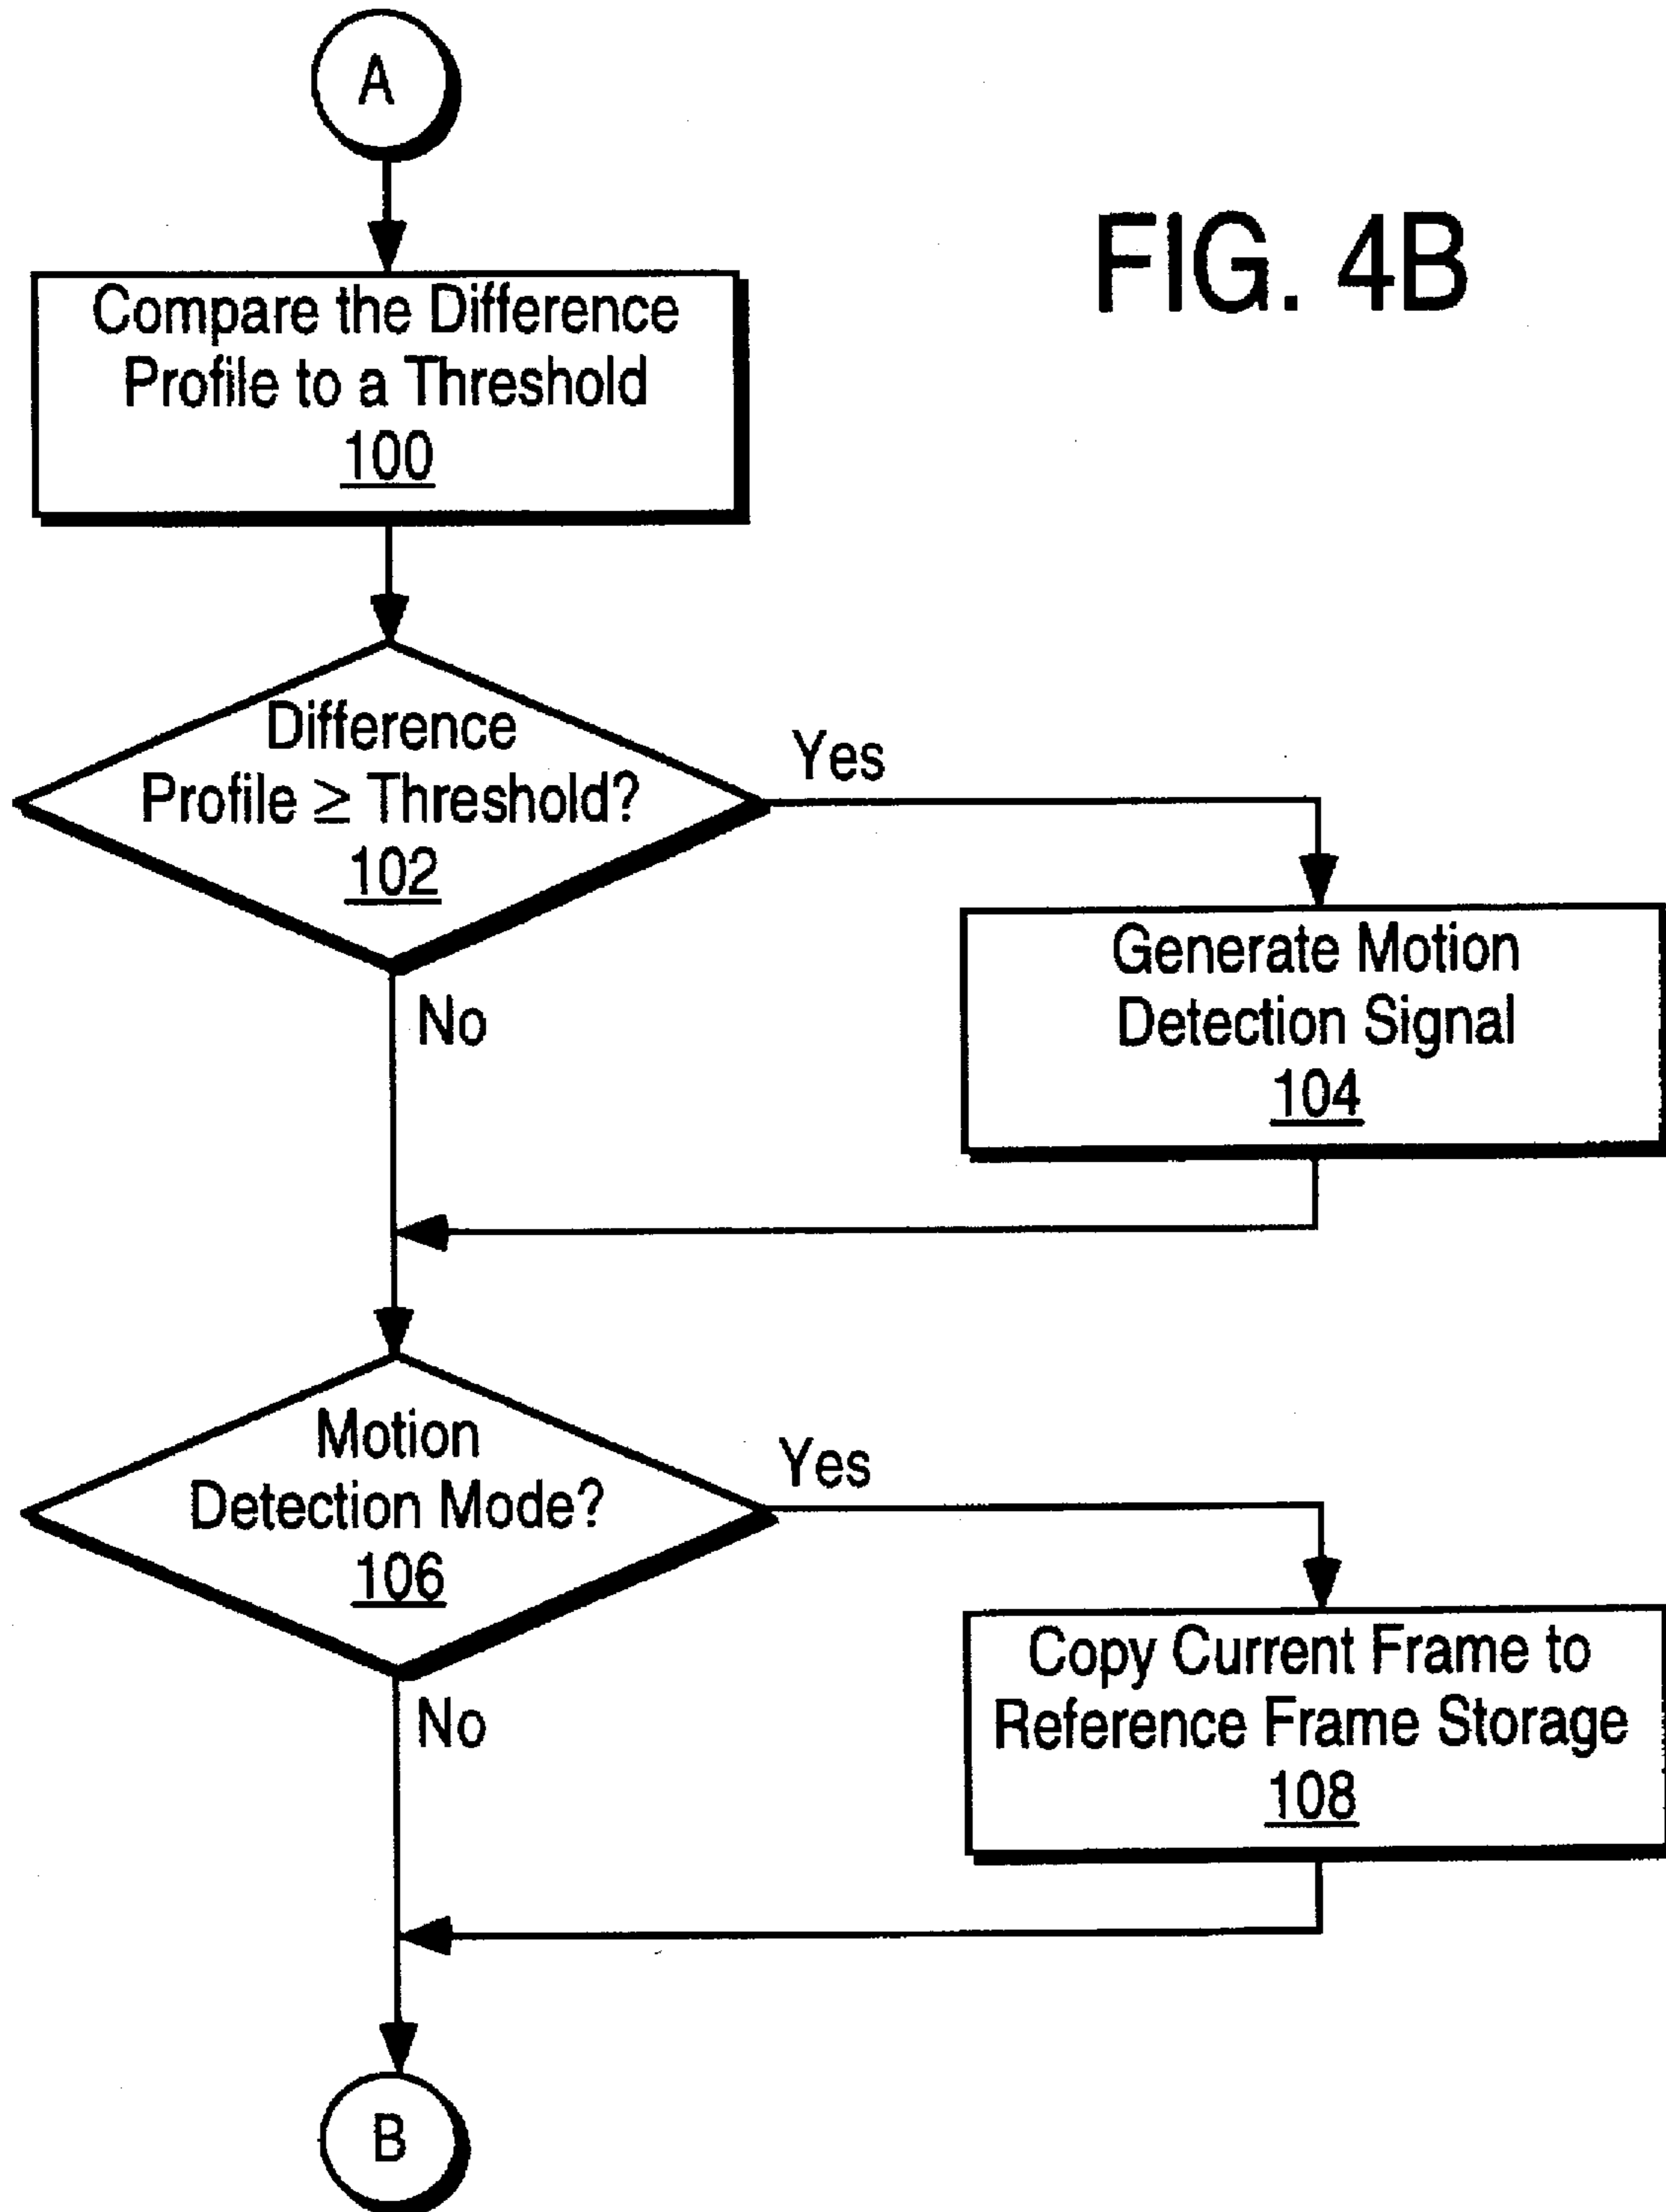 A
FIG. 4B
Compare the Difference
Profile to a Threshold
100
Difference
Profile ≥ Threshold?
102
Yes
Generate Motion
Detection Signal
104
No
Motion
Detection Mode?
106
Yes
Copy Current Frame to
Reference Frame Storage
108
No
B